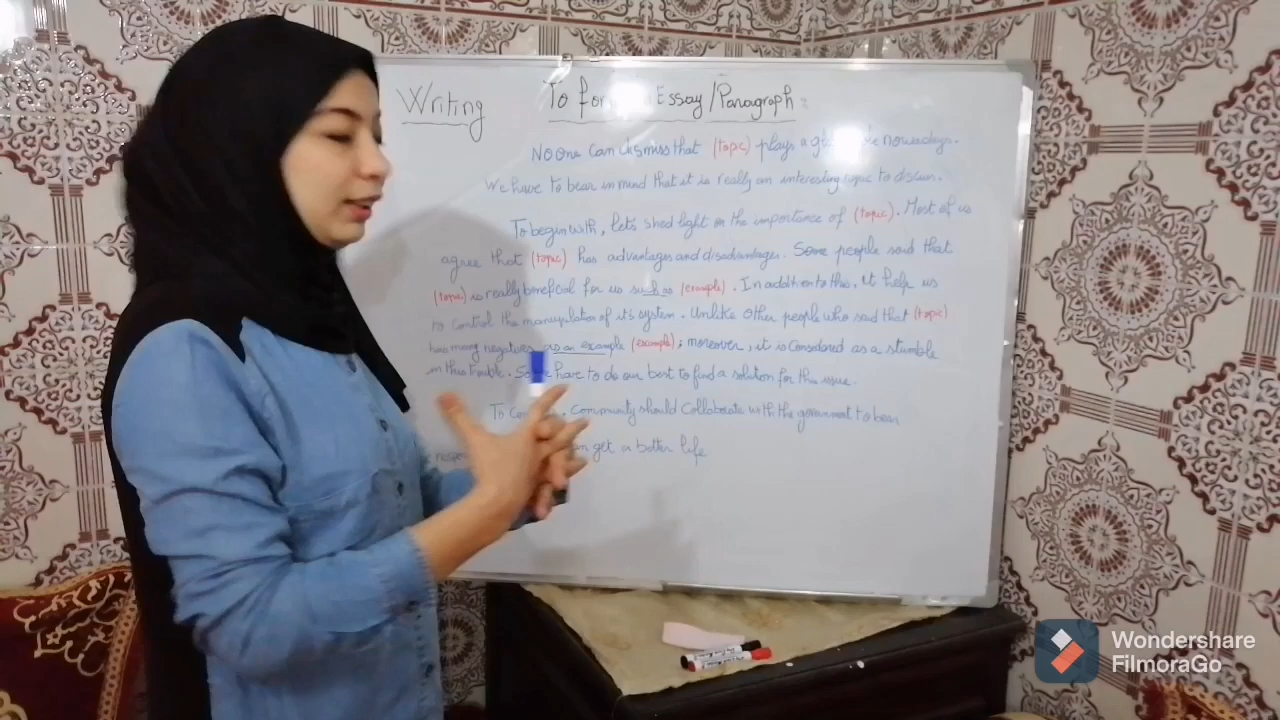 Writing To for Essay/Paragraph:
No one can dismiss that (topic) plays a nowadays.
We have to bear in mind that it is really an interesting topic to discuss.
To begin with, let's shed light on the importance of (topic). Most of us
agree that (topic) has advantages and disadvantages. Some people said that
(topic) is really beneficial for us such as (example). In addition to this, it help us
to control the manipulation of it's system. Unlike other people who said that (topic)
has many negatives as an example (example); moreover, it is considered as a stumble
in this . have to do our best to find a solution for this issue.
To , community should collaborate with the to bear
get a better life
Wondershare
FilmoraGo